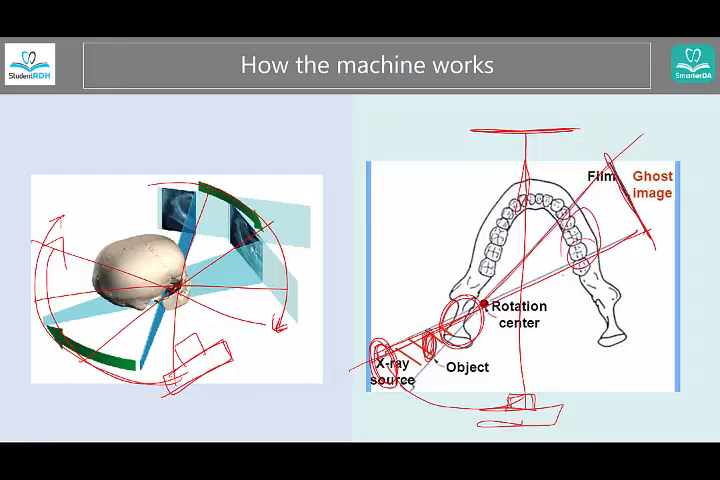 How the machine works
StudentRDH
SmarterDA
Film
Ghost
image
Rotation
center
X-ray
source
Object